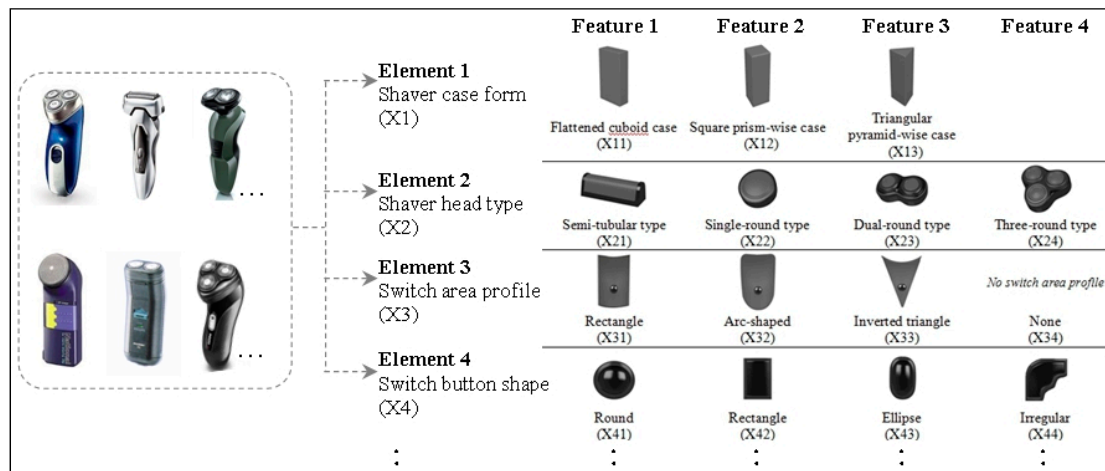 Feature 1 Feature 2 Feature 3 Feature 4
Element 1
Shaver case form
(X1)
Flattened cuboid case
(X11)
Square prism-wise case
(X12)
Triangular
pyramid-wise case
(X13)
Element 2
Shaver head type
(X2)
Semi-tubular type
(X21)
Single-round type
(X22)
Dual-round type
(X23)
Three-round type
(X24)
Element 3
Switch area profile
(X3)
Rectangle
(X31)
Arc-shaped
(X32)
Inverted triangle
(X33)
No switch area profile
None
(X34)
Element 4
Switch button shape
(X4)
Round
(X41)
Rectangle
(X42)
Ellipse
(X43)
Irregular
(X44)